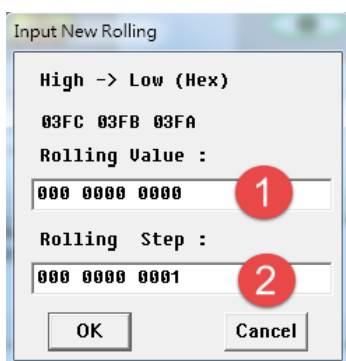 Input New Rolling
High -> Low (Hex)
03FC 03FB 03FA
Rolling Value :
000 0000 0000
1
Rolling Step :
000 0000 0001
2
OK Cancel